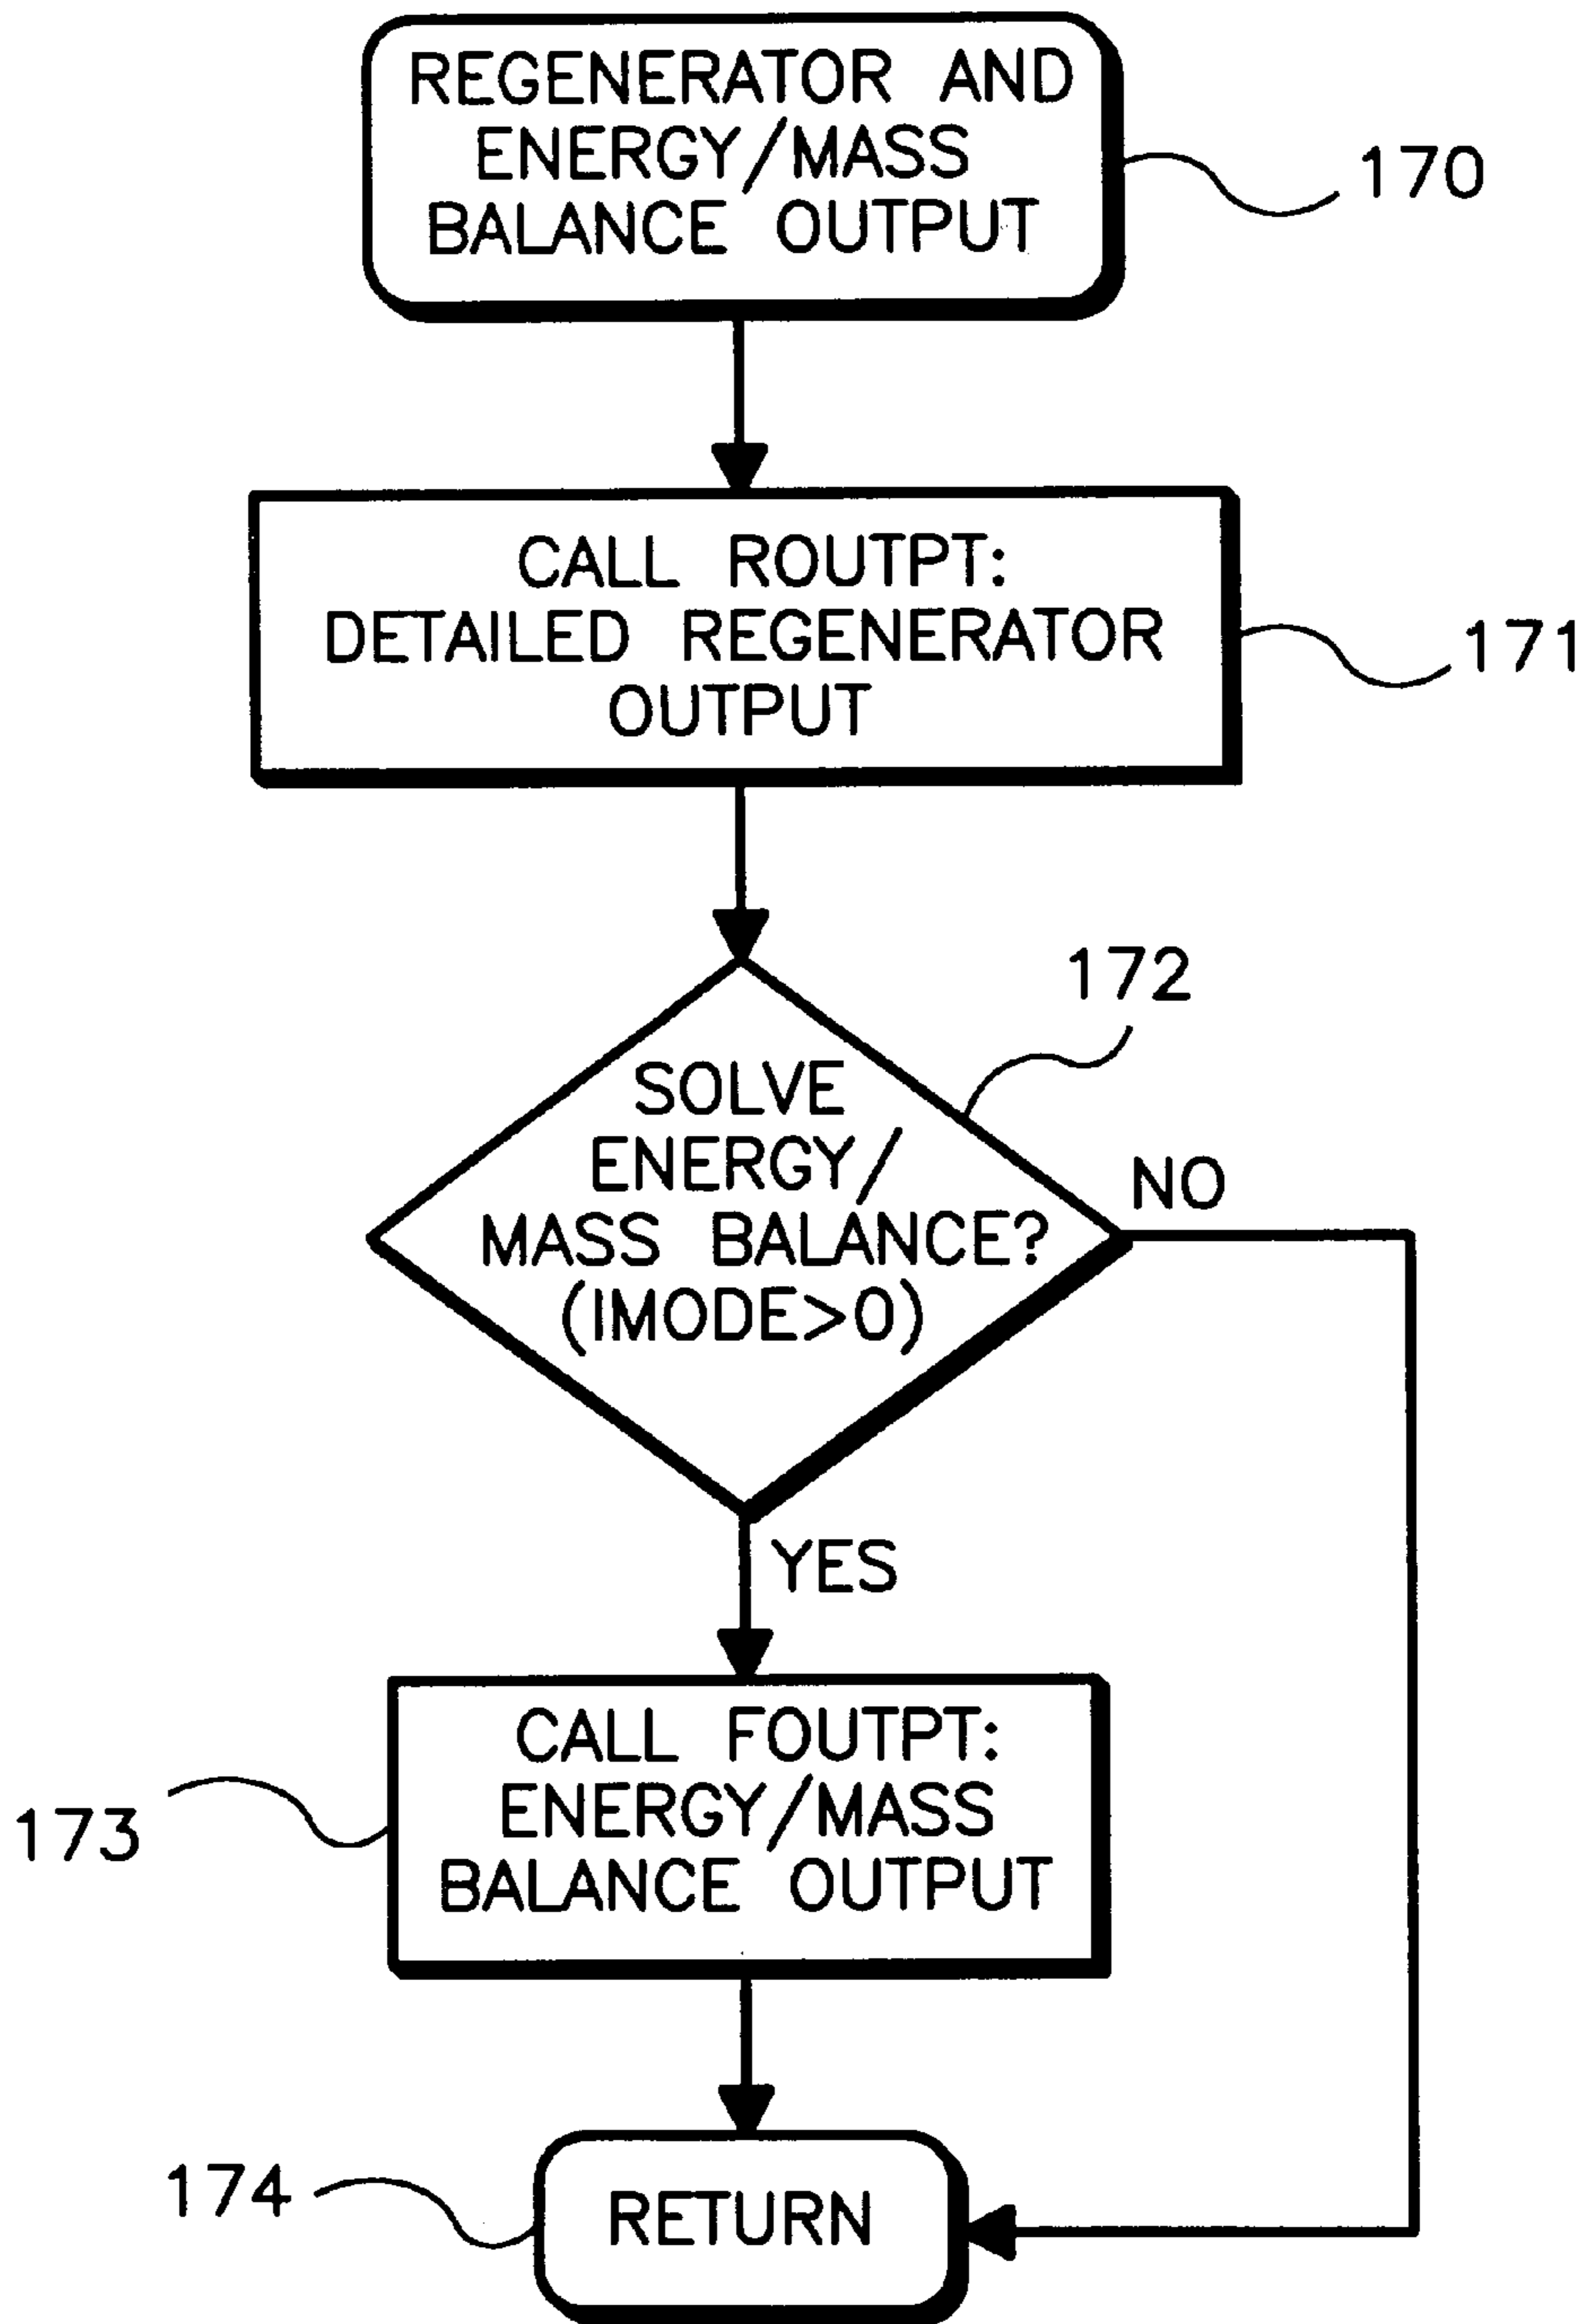 REGENERATOR AND
ENERGY/MASS
BALANCE OUTPUT
170
CALL ROUTPT:
DETAILED REGENERATOR
OUTPUT
171
172
SOLVE
ENERGY/
MASS BALANCE?
(IMODE>0)
NO
YES
CALL FOUTPT:
ENERGY/MASS
BALANCE OUTPUT
173
174
RETURN